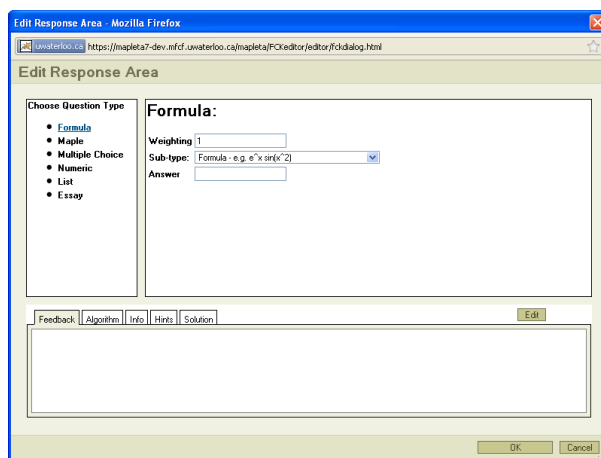 Edit Response Area - Mozilla Firefox
uwaterloo.ca https://mapleta7-dev.mfcf.uwaterloo.ca/mapleta/FCKeditor/editor/fckdialog.html
Edit Response Area
Choose Question Type
Formula
Maple
Multiple Choice
Numeric
List
Essay
Formula:
Weighting 1
Sub-type: Formula - e.g. e^x sin(x^2)
Answer
Feedback Algorithm Info Hints Solution Edit
OK Cancel